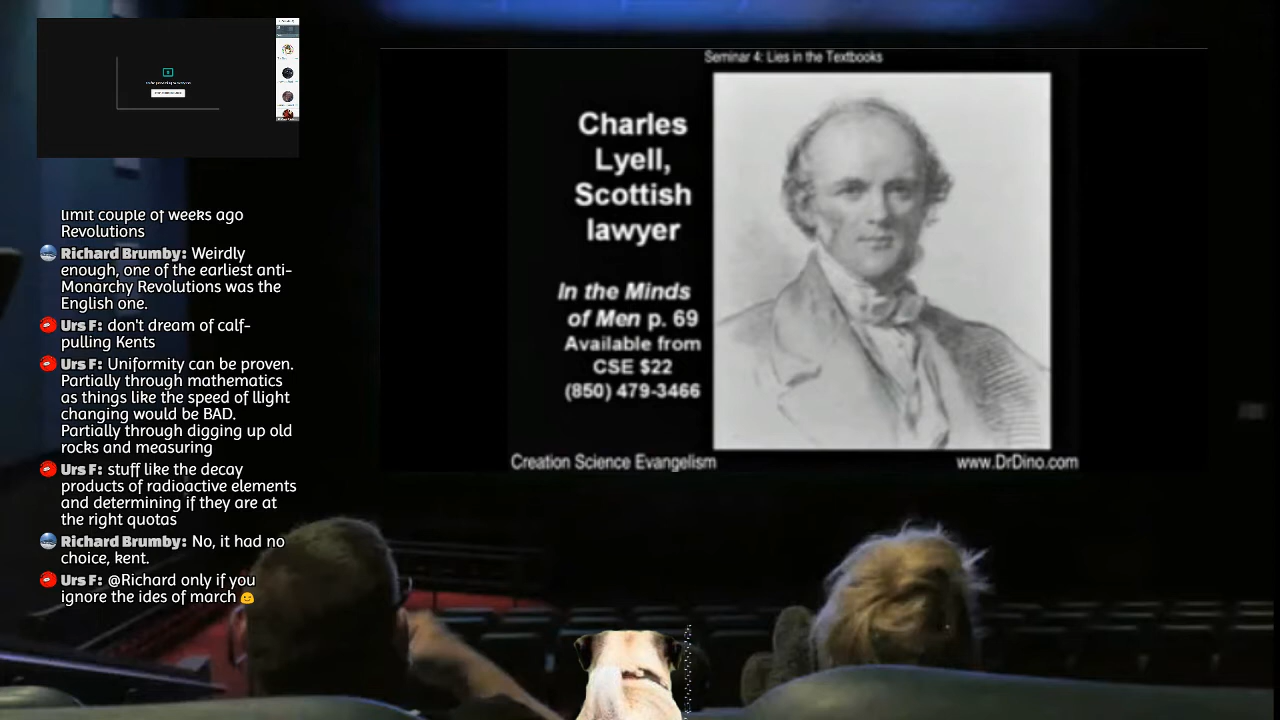 Seminar 4: Lies in the Textbooks
Charles
Lyell,
Scottish
lawyer
In the Minds
of Men p. 69
Available from
CSE $22
(850) 479-3466
Creation Science Evangelism
www.DrDino.com
limit couple of weeks ago
Revolutions
Richard Brumby: Weirdly
enough, one of the earliest anti-
Monarchy Revolutions was the
English one.
Urs F: don't dream of calf-
pulling Kents
Urs F: Uniformity can be proven.
Partially through mathematics
as things like the speed of llight
changing would be BAD.
Partially through digging up old
rocks and measuring
Urs F: stuff like the decay
products of radioactive elements
and determining if they are at
the right quotas
Richard Brumby: No, it had no
choice, kent.
Urs F: @Richard only if you
ignore the ides of march